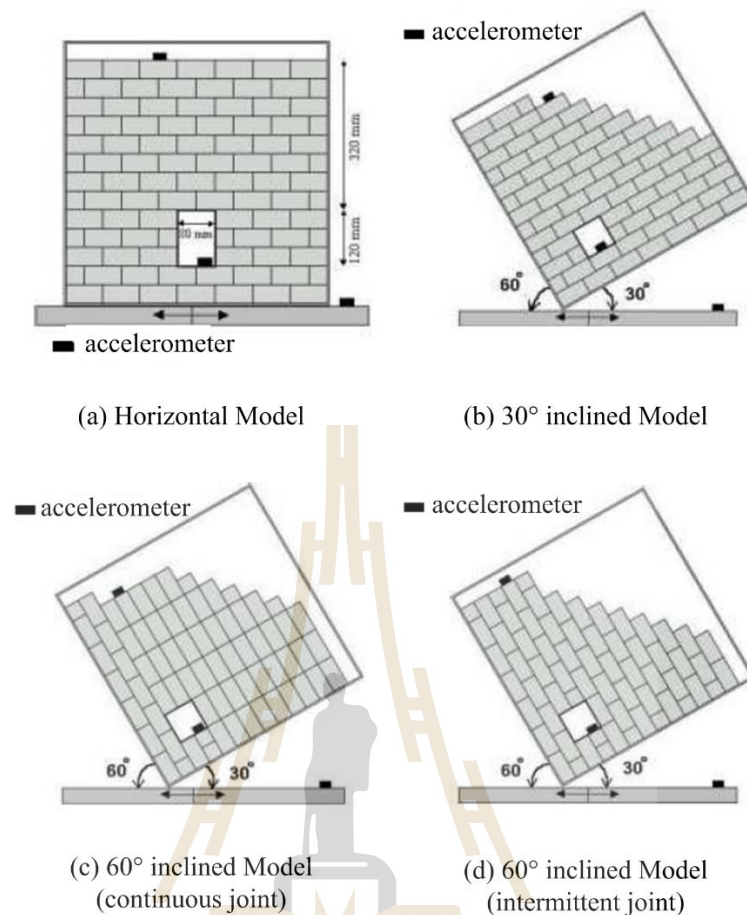 320 mm
80 mm
120 mm
accelerometer
(a) Horizontal Model
accelerometer
60°
30°
(b) 30° inclined Model
accelerometer
60°
30°
(c) 60° inclined Model
(continuous joint)
accelerometer
60°
30°
(d) 60° inclined Model
(intermittent joint)